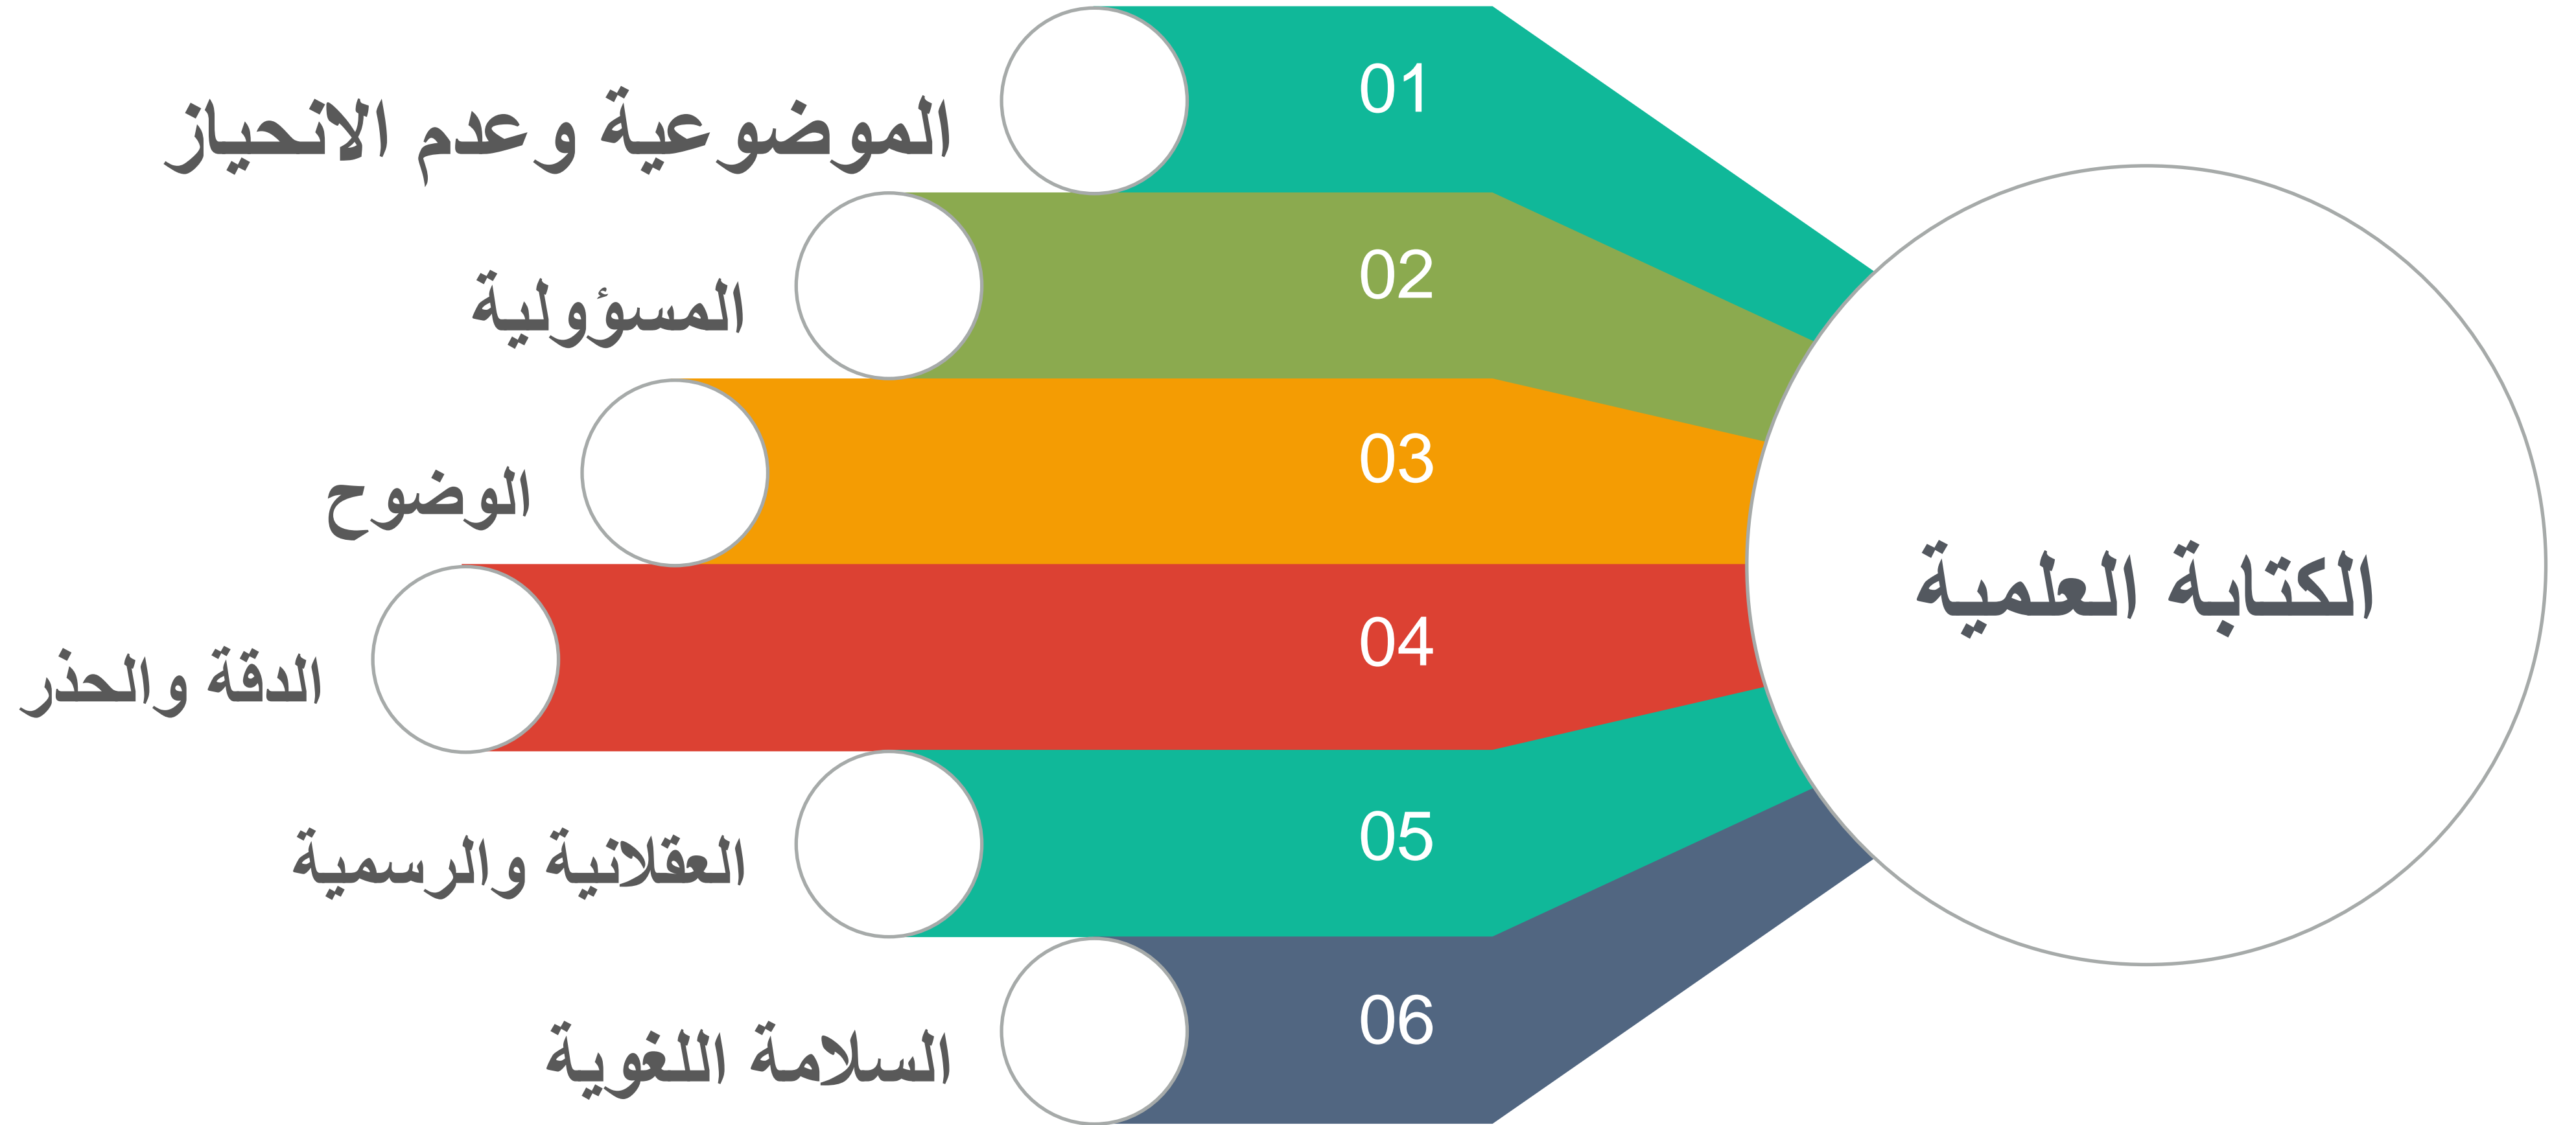 الكتابة العلمية
01
الموضوعية وعدم الانحياز
02
المسؤولية
03
الوضوح
04
الدقة والحذر
05
العقلانية والرسمية
06
السلامة اللغوية